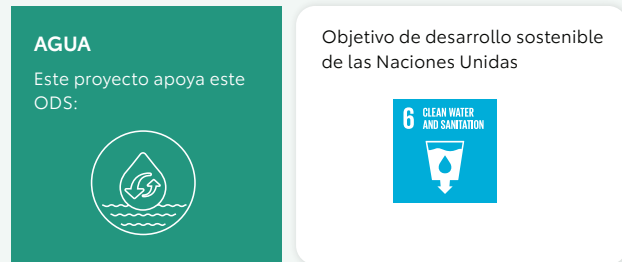 AGUA
Este proyecto apoya este
ODS:
Objetivo de desarrollo sostenible
de las Naciones Unidas
6 CLEAN WATER
AND SANITATION